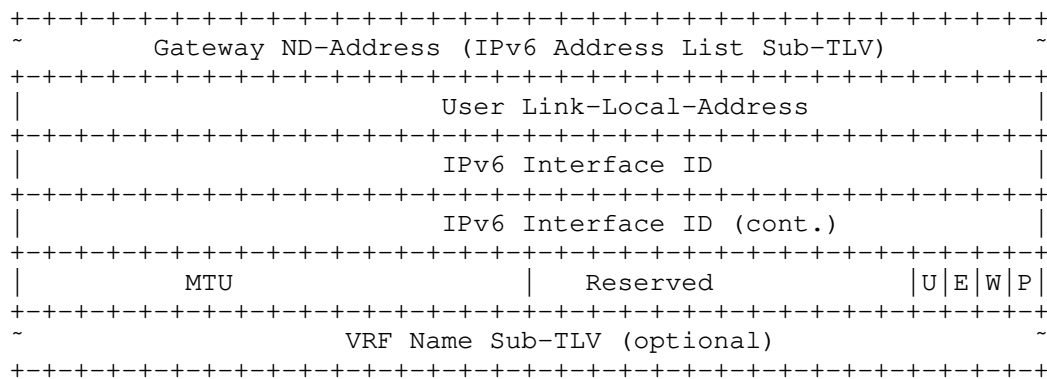 +-+-+-+-+-+-+-+-+-+-+-+-+-+-+-+-+-+-+-+-+-+-+-+-+-+-+-+-+-+-+-+-+
~        Gateway ND-Address (IPv6 Address List Sub-TLV)         ~
+-+-+-+-+-+-+-+-+-+-+-+-+-+-+-+-+-+-+-+-+-+-+-+-+-+-+-+-+-+-+-+-+
|                          User Link-Local-Address              |
+-+-+-+-+-+-+-+-+-+-+-+-+-+-+-+-+-+-+-+-+-+-+-+-+-+-+-+-+-+-+-+-+
|                          IPv6 Interface ID                    |
+-+-+-+-+-+-+-+-+-+-+-+-+-+-+-+-+-+-+-+-+-+-+-+-+-+-+-+-+-+-+-+-+
|                          IPv6 Interface ID (cont.)            |
+-+-+-+-+-+-+-+-+-+-+-+-+-+-+-+-+-+-+-+-+-+-+-+-+-+-+-+-+-+-+-+-+
|          MTU                  |   Reserved            |U|E|W|P|
+-+-+-+-+-+-+-+-+-+-+-+-+-+-+-+-+-+-+-+-+-+-+-+-+-+-+-+-+-+-+-+-+
~                    VRF Name Sub-TLV (optional)                ~
+-+-+-+-+-+-+-+-+-+-+-+-+-+-+-+-+-+-+-+-+-+-+-+-+-+-+-+-+-+-+-+-+